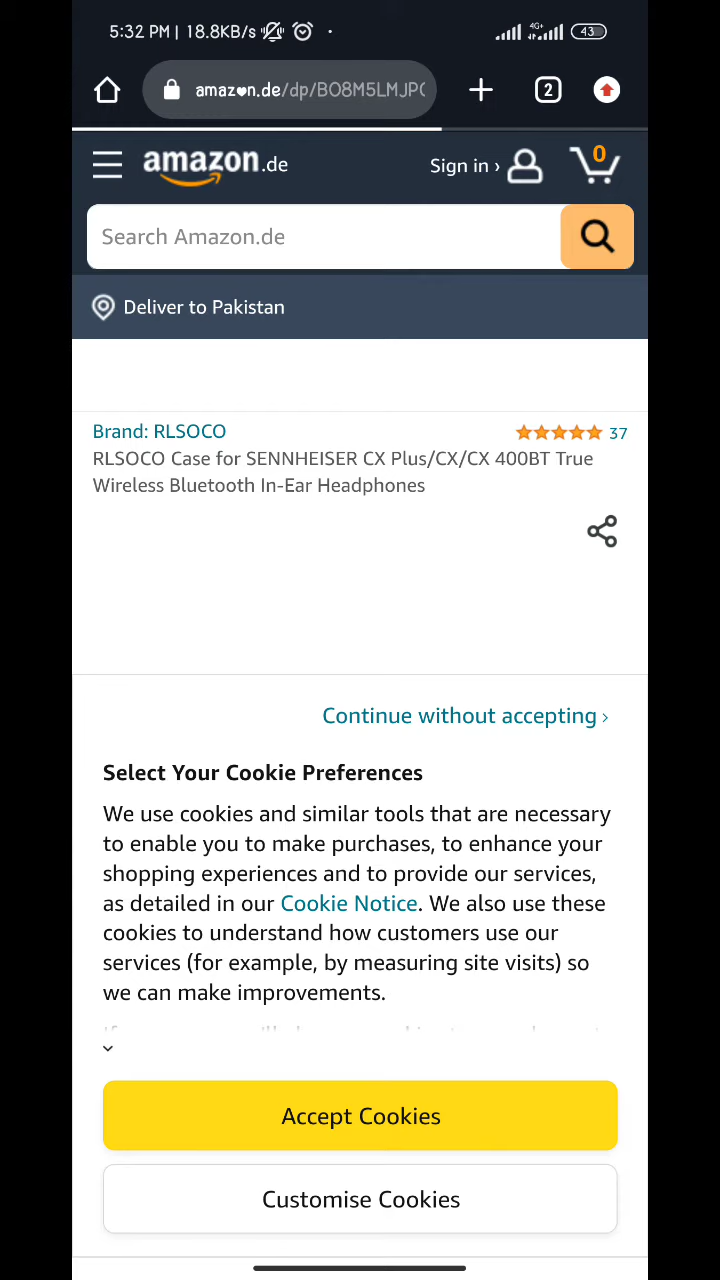 5:32 PM | 18.8KB/s
4G+
43
amaz♥n.de/dp/B08M5LMJP
2
amazon.de
Sign in ›
0
Search Amazon.de
Deliver to Pakistan
Brand: RLSOCO
37
RLSOCO Case for SENNHEISER CX Plus/CX/CX 400BT True
Wireless Bluetooth In-Ear Headphones
Continue without accepting ›
Select Your Cookie Preferences
We use cookies and similar tools that are necessary
to enable you to make purchases, to enhance your
shopping experiences and to provide our services,
as detailed in our Cookie Notice. We also use these
cookies to understand how customers use our
services (for example, by measuring site visits) so
we can make improvements.
Accept Cookies
Customise Cookies